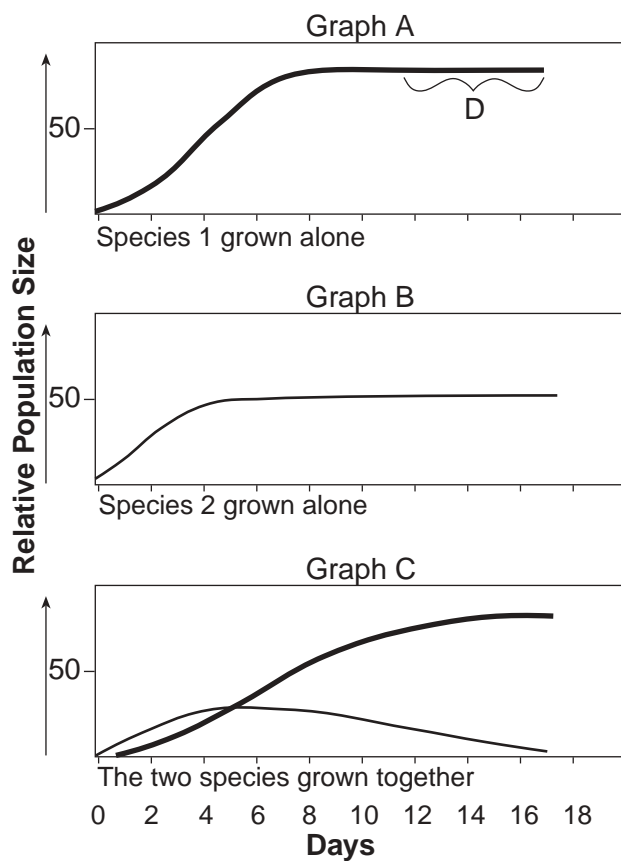 Graph A
50
D
Species 1 grown alone
Relative Population Size
Graph B
50
Species 2 grown alone
Graph C
50
The two species grown together
0 2 4 6 8 10 12 14 16 18
Days